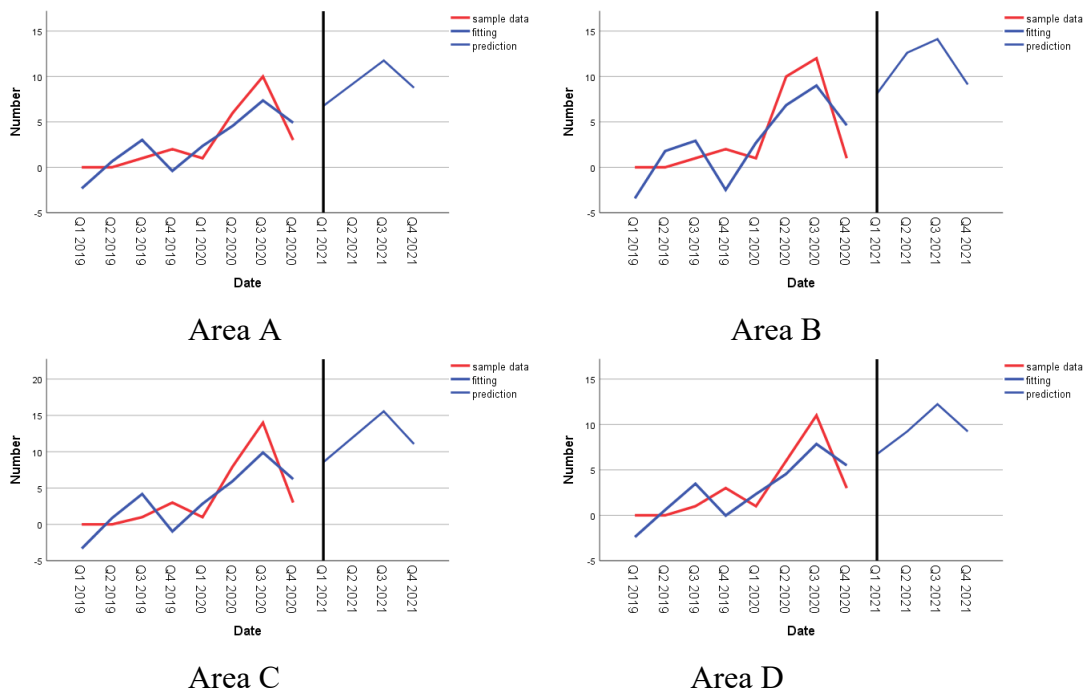 sample data
fitting
prediction
15
10
5
0
-5
Number
Q1 2019
Q2 2019
Q3 2019
Q4 2019
Q1 2020
Q2 2020
Q3 2020
Q4 2020
Q1 2021
Q2 2021
Q3 2021
Q4 2021
Date
Area A
sample data
fitting
prediction
15
10
5
0
-5
Number
Q1 2019
Q2 2019
Q3 2019
Q4 2019
Q1 2020
Q2 2020
Q3 2020
Q4 2020
Q1 2021
Q2 2021
Q3 2021
Q4 2021
Date
Area B
sample data
fitting
prediction
20
15
10
5
0
-5
Number
Q1 2019
Q2 2019
Q3 2019
Q4 2019
Q1 2020
Q2 2020
Q3 2020
Q4 2020
Q1 2021
Q2 2021
Q3 2021
Q4 2021
Date
Area C
sample data
fitting
prediction
15
10
5
0
-5
Number
Q1 2019
Q2 2019
Q3 2019
Q4 2019
Q1 2020
Q2 2020
Q3 2020
Q4 2020
Q1 2021
Q2 2021
Q3 2021
Q4 2021
Date
Area D